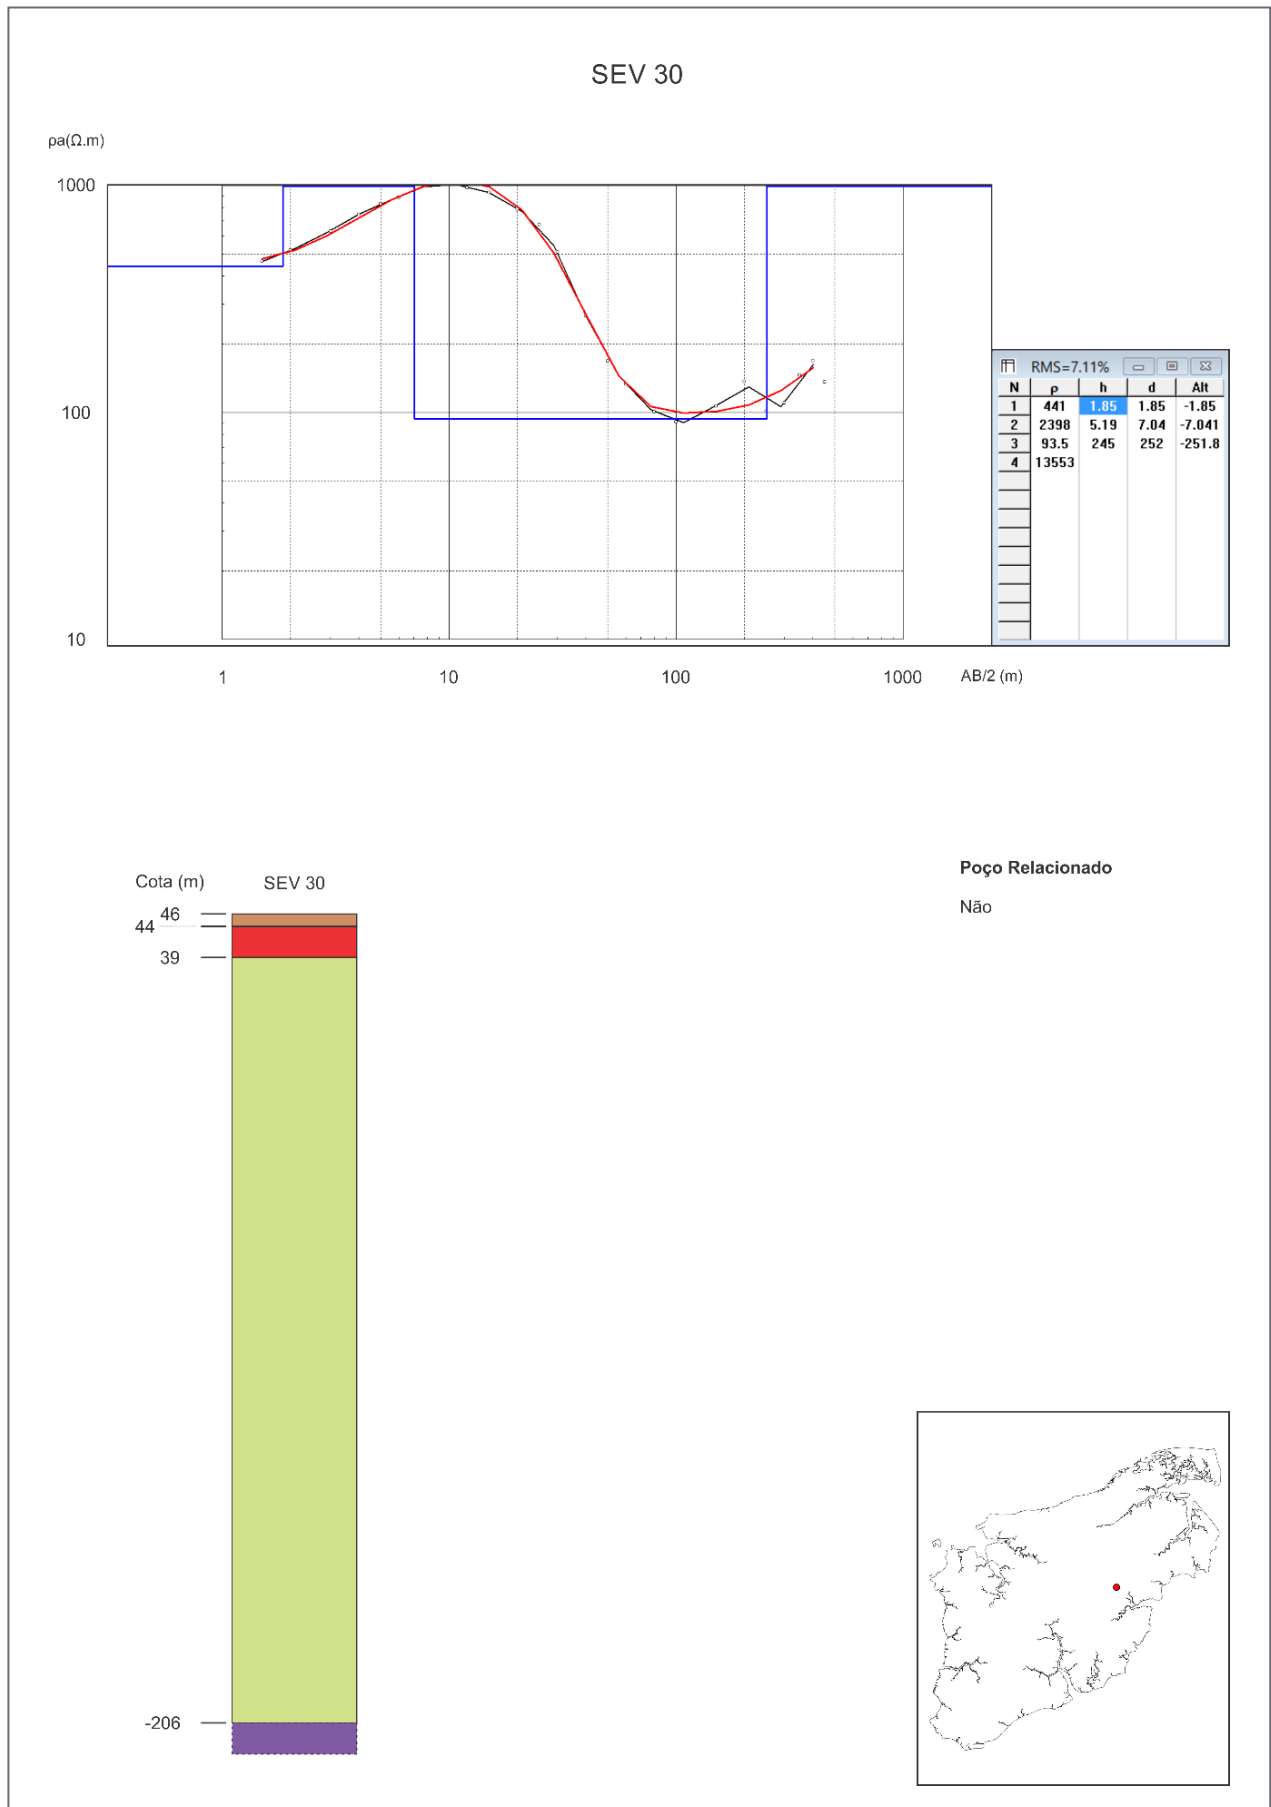 SEV 30
ρa(Ω.m)
1000
100
10
1 10 100 1000 AB/2 (m)
RMS=7.11%
N ρ h d Alt
1 441 1.85 1.85 -1.85
2 2398 5.19 7.04 -7.041
3 93.5 245 252 -251.8
4 13553
Poço Relacionado
Não
Cota (m) SEV 30
46
44
39
-206